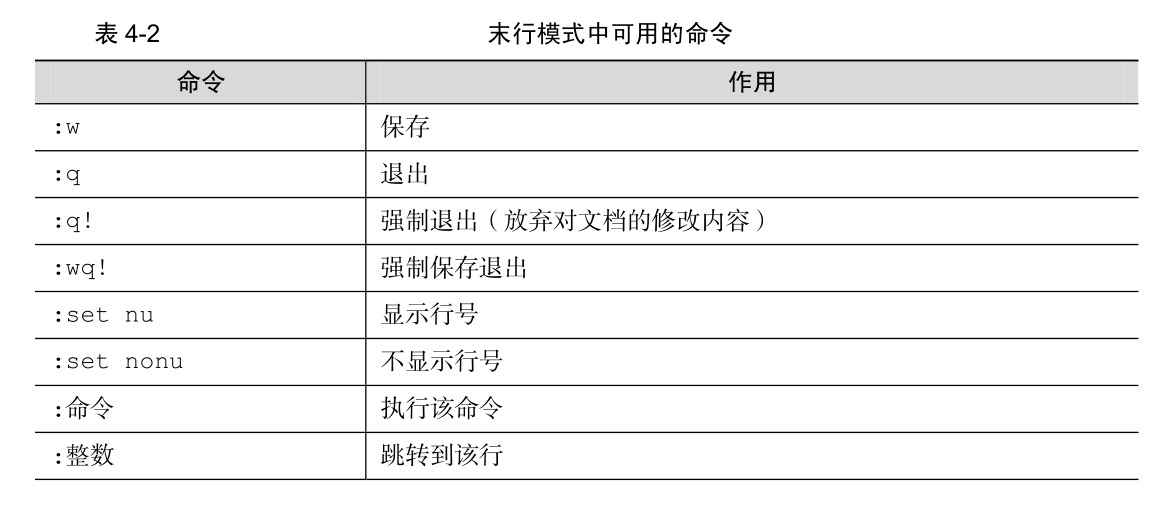 表 4-2 末行模式中可用的命令
命令 作用
:w 保存
:q 退出
:q! 强制退出（放弃对文档的修改内容）
:wq! 强制保存退出
:set nu 显示行号
:set nonu 不显示行号
:命令 执行该命令
:整数 跳转到该行